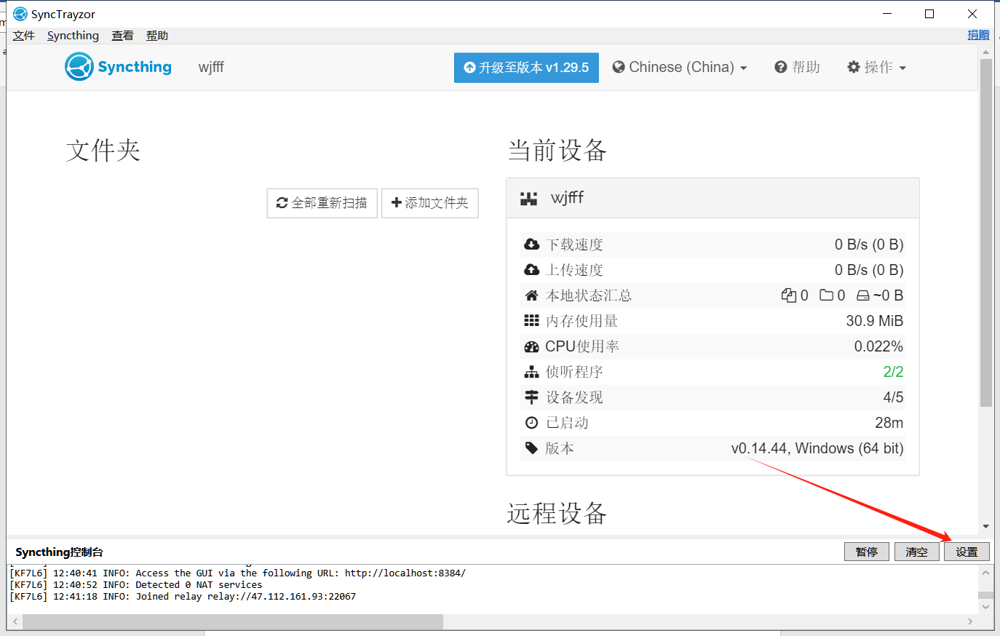 SyncTrayzor
文件 Syncthing 查看 帮助 捐赠
Syncthing wjfff 升级至版本 v1.29.5 Chinese (China) 帮助 操作
文件夹
全部重新扫描 添加文件夹
当前设备
wjfff
下载速度 0 B/s (0 B)
上传速度 0 B/s (0 B)
本地状态汇总 0 0 ~0 B
内存使用量 30.9 MiB
CPU使用率 0.022%
侦听程序 2/2
设备发现 4/5
已启动 28m
版本 v0.14.44, Windows (64 bit)
远程设备
Syncthing控制台 暂停 清空 设置
[KF7L6] 12:40:41 INFO: Access the GUI via the following URL: http://localhost:8384/
[KF7L6] 12:40:52 INFO: Detected 0 NAT services
[KF7L6] 12:41:18 INFO: Joined relay relay://47.112.161.93:22067